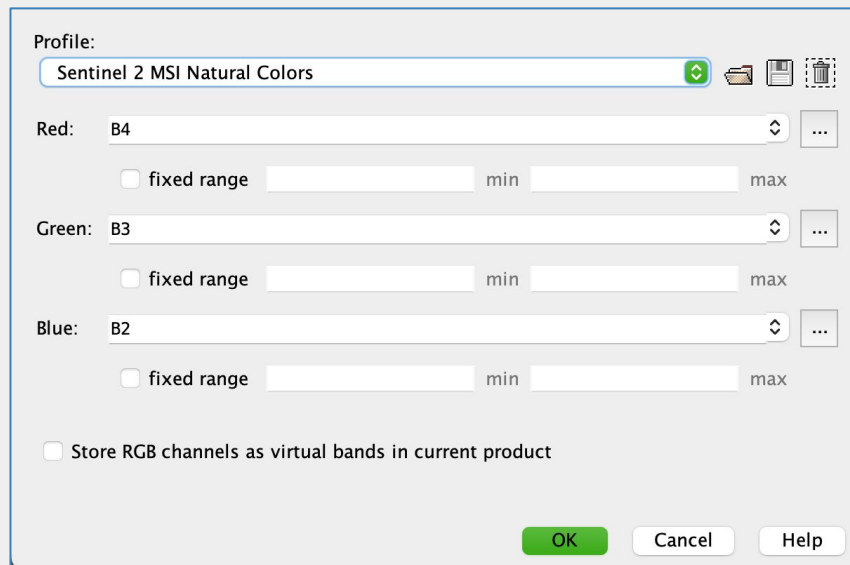 Profile:
Sentinel 2 MSI Natural Colors
Red: B4 ...
fixed range min max
Green: B3 ...
fixed range min max
Blue: B2 ...
fixed range min max
Store RGB channels as virtual bands in current product
OK Cancel Help